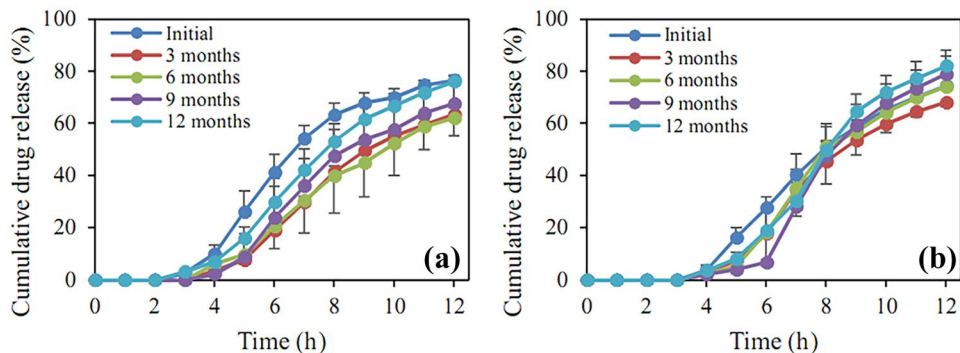 Cumulative drug release (%)
100
80
60
40
20
0
Initial
3 months
6 months
9 months
12 months
(a)
0 2 4 6 8 10 12
Time (h)
Cumulative drug release (%)
100
80
60
40
20
0
Initial
3 months
6 months
9 months
12 months
(b)
0 2 4 6 8 10 12
Time (h)